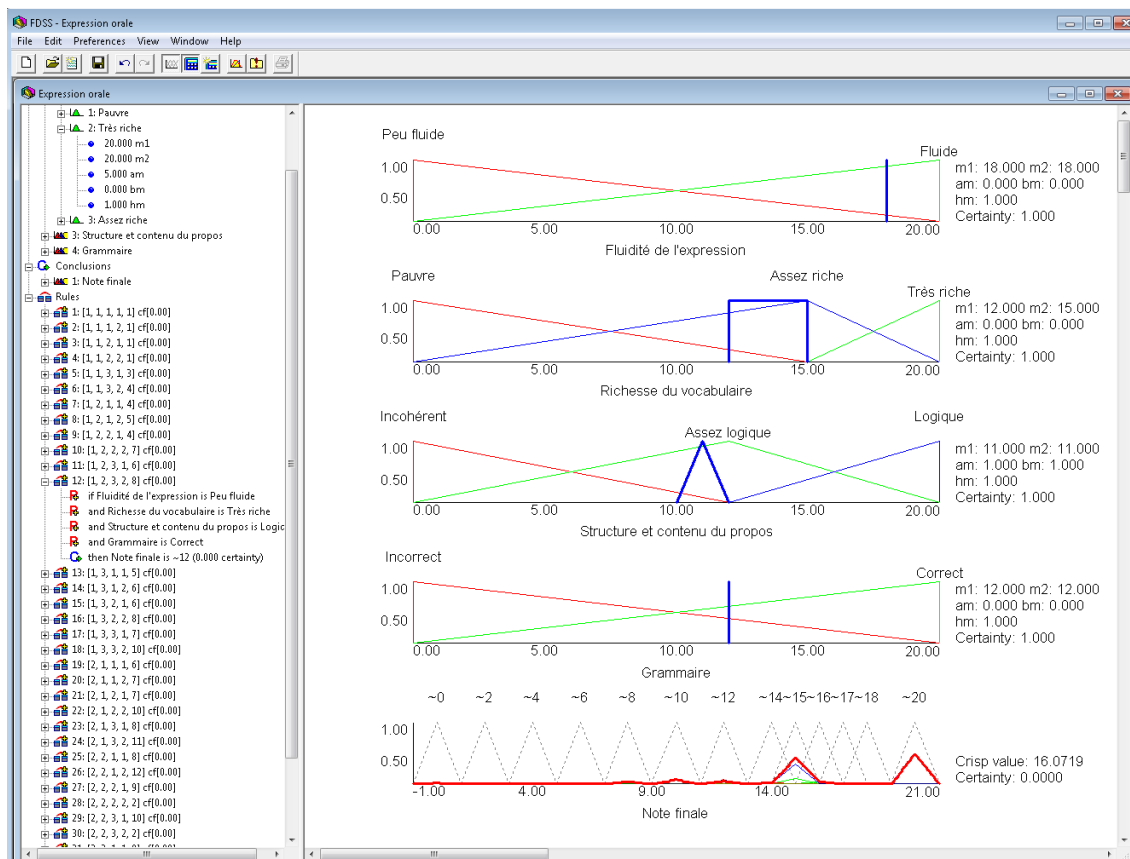 FDSS - Expression orale
File Edit Preferences View Window Help
Expression orale
1: Pauvre
2: Très riche
20.000 m1
20.000 m2
5.000 am
0.000 bm
1.000 hm
3: Assez riche
3: Structure et contenu du propos
4: Grammaire
Conclusions
1: Note finale
Rules
1: [1, 1, 1, 1, 1] cf[0.00]
2: [1, 1, 1, 2, 1] cf[0.00]
3: [1, 1, 2, 1, 1] cf[0.00]
4: [1, 1, 2, 2, 1] cf[0.00]
5: [1, 1, 3, 1, 3] cf[0.00]
6: [1, 1, 3, 2, 4] cf[0.00]
7: [1, 2, 1, 1, 4] cf[0.00]
8: [1, 2, 1, 2, 5] cf[0.00]
9: [1, 2, 2, 1, 4] cf[0.00]
10: [1, 2, 2, 2, 7] cf[0.00]
11: [1, 2, 3, 1, 6] cf[0.00]
12: [1, 2, 3, 2, 8] cf[0.00]
if Fluidité de l'expression is Peu fluide
and Richesse du vocabulaire is Très riche
and Structure et contenu du propos is Logic
and Grammaire is Correct
then Note finale is ~12 (0.000 certainty)
13: [1, 3, 1, 1, 5] cf[0.00]
14: [1, 3, 1, 2, 6] cf[0.00]
15: [1, 3, 2, 1, 6] cf[0.00]
16: [1, 3, 2, 2, 8] cf[0.00]
17: [1, 3, 3, 1, 7] cf[0.00]
18: [1, 3, 3, 2, 10] cf[0.00]
19: [2, 1, 1, 1, 6] cf[0.00]
20: [2, 1, 1, 2, 7] cf[0.00]
21: [2, 1, 2, 1, 7] cf[0.00]
22: [2, 1, 2, 2, 10] cf[0.00]
23: [2, 1, 3, 1, 8] cf[0.00]
24: [2, 1, 3, 2, 11] cf[0.00]
25: [2, 2, 1, 1, 8] cf[0.00]
26: [2, 2, 1, 2, 12] cf[0.00]
27: [2, 2, 2, 1, 9] cf[0.00]
28: [2, 2, 2, 2, 2] cf[0.00]
29: [2, 2, 3, 1, 10] cf[0.00]
30: [2, 2, 3, 2, 2] cf[0.00]
Peu fluide
Fluide
1.00
0.50
0.00 5.00 10.00 15.00 20.00
Fluidité de l'expression
m1: 18.000 m2: 18.000
am: 0.000 bm: 0.000
hm: 1.000
Certainty: 1.000
Pauvre Assez riche
Très riche
1.00
0.50
0.00 5.00 10.00 15.00 20.00
Richesse du vocabulaire
m1: 12.000 m2: 15.000
am: 0.000 bm: 0.000
hm: 1.000
Certainty: 1.000
Incohérent Logique
Assez logique
1.00
0.50
0.00 5.00 10.00 15.00 20.00
Structure et contenu du propos
m1: 11.000 m2: 11.000
am: 1.000 bm: 1.000
hm: 1.000
Certainty: 1.000
Incorrect
Correct
1.00
0.50
0.00 5.00 10.00 15.00 20.00
Grammaire
m1: 12.000 m2: 12.000
am: 0.000 bm: 0.000
hm: 1.000
Certainty: 1.000
~0 ~2 ~4 ~6 ~8 ~10 ~12 ~14 ~15 ~16 ~17 ~18 ~20
1.00
0.50
-1.00 4.00 9.00 14.00 21.00
Note finale
Crisp value: 16.0719
Certainty: 0.0000